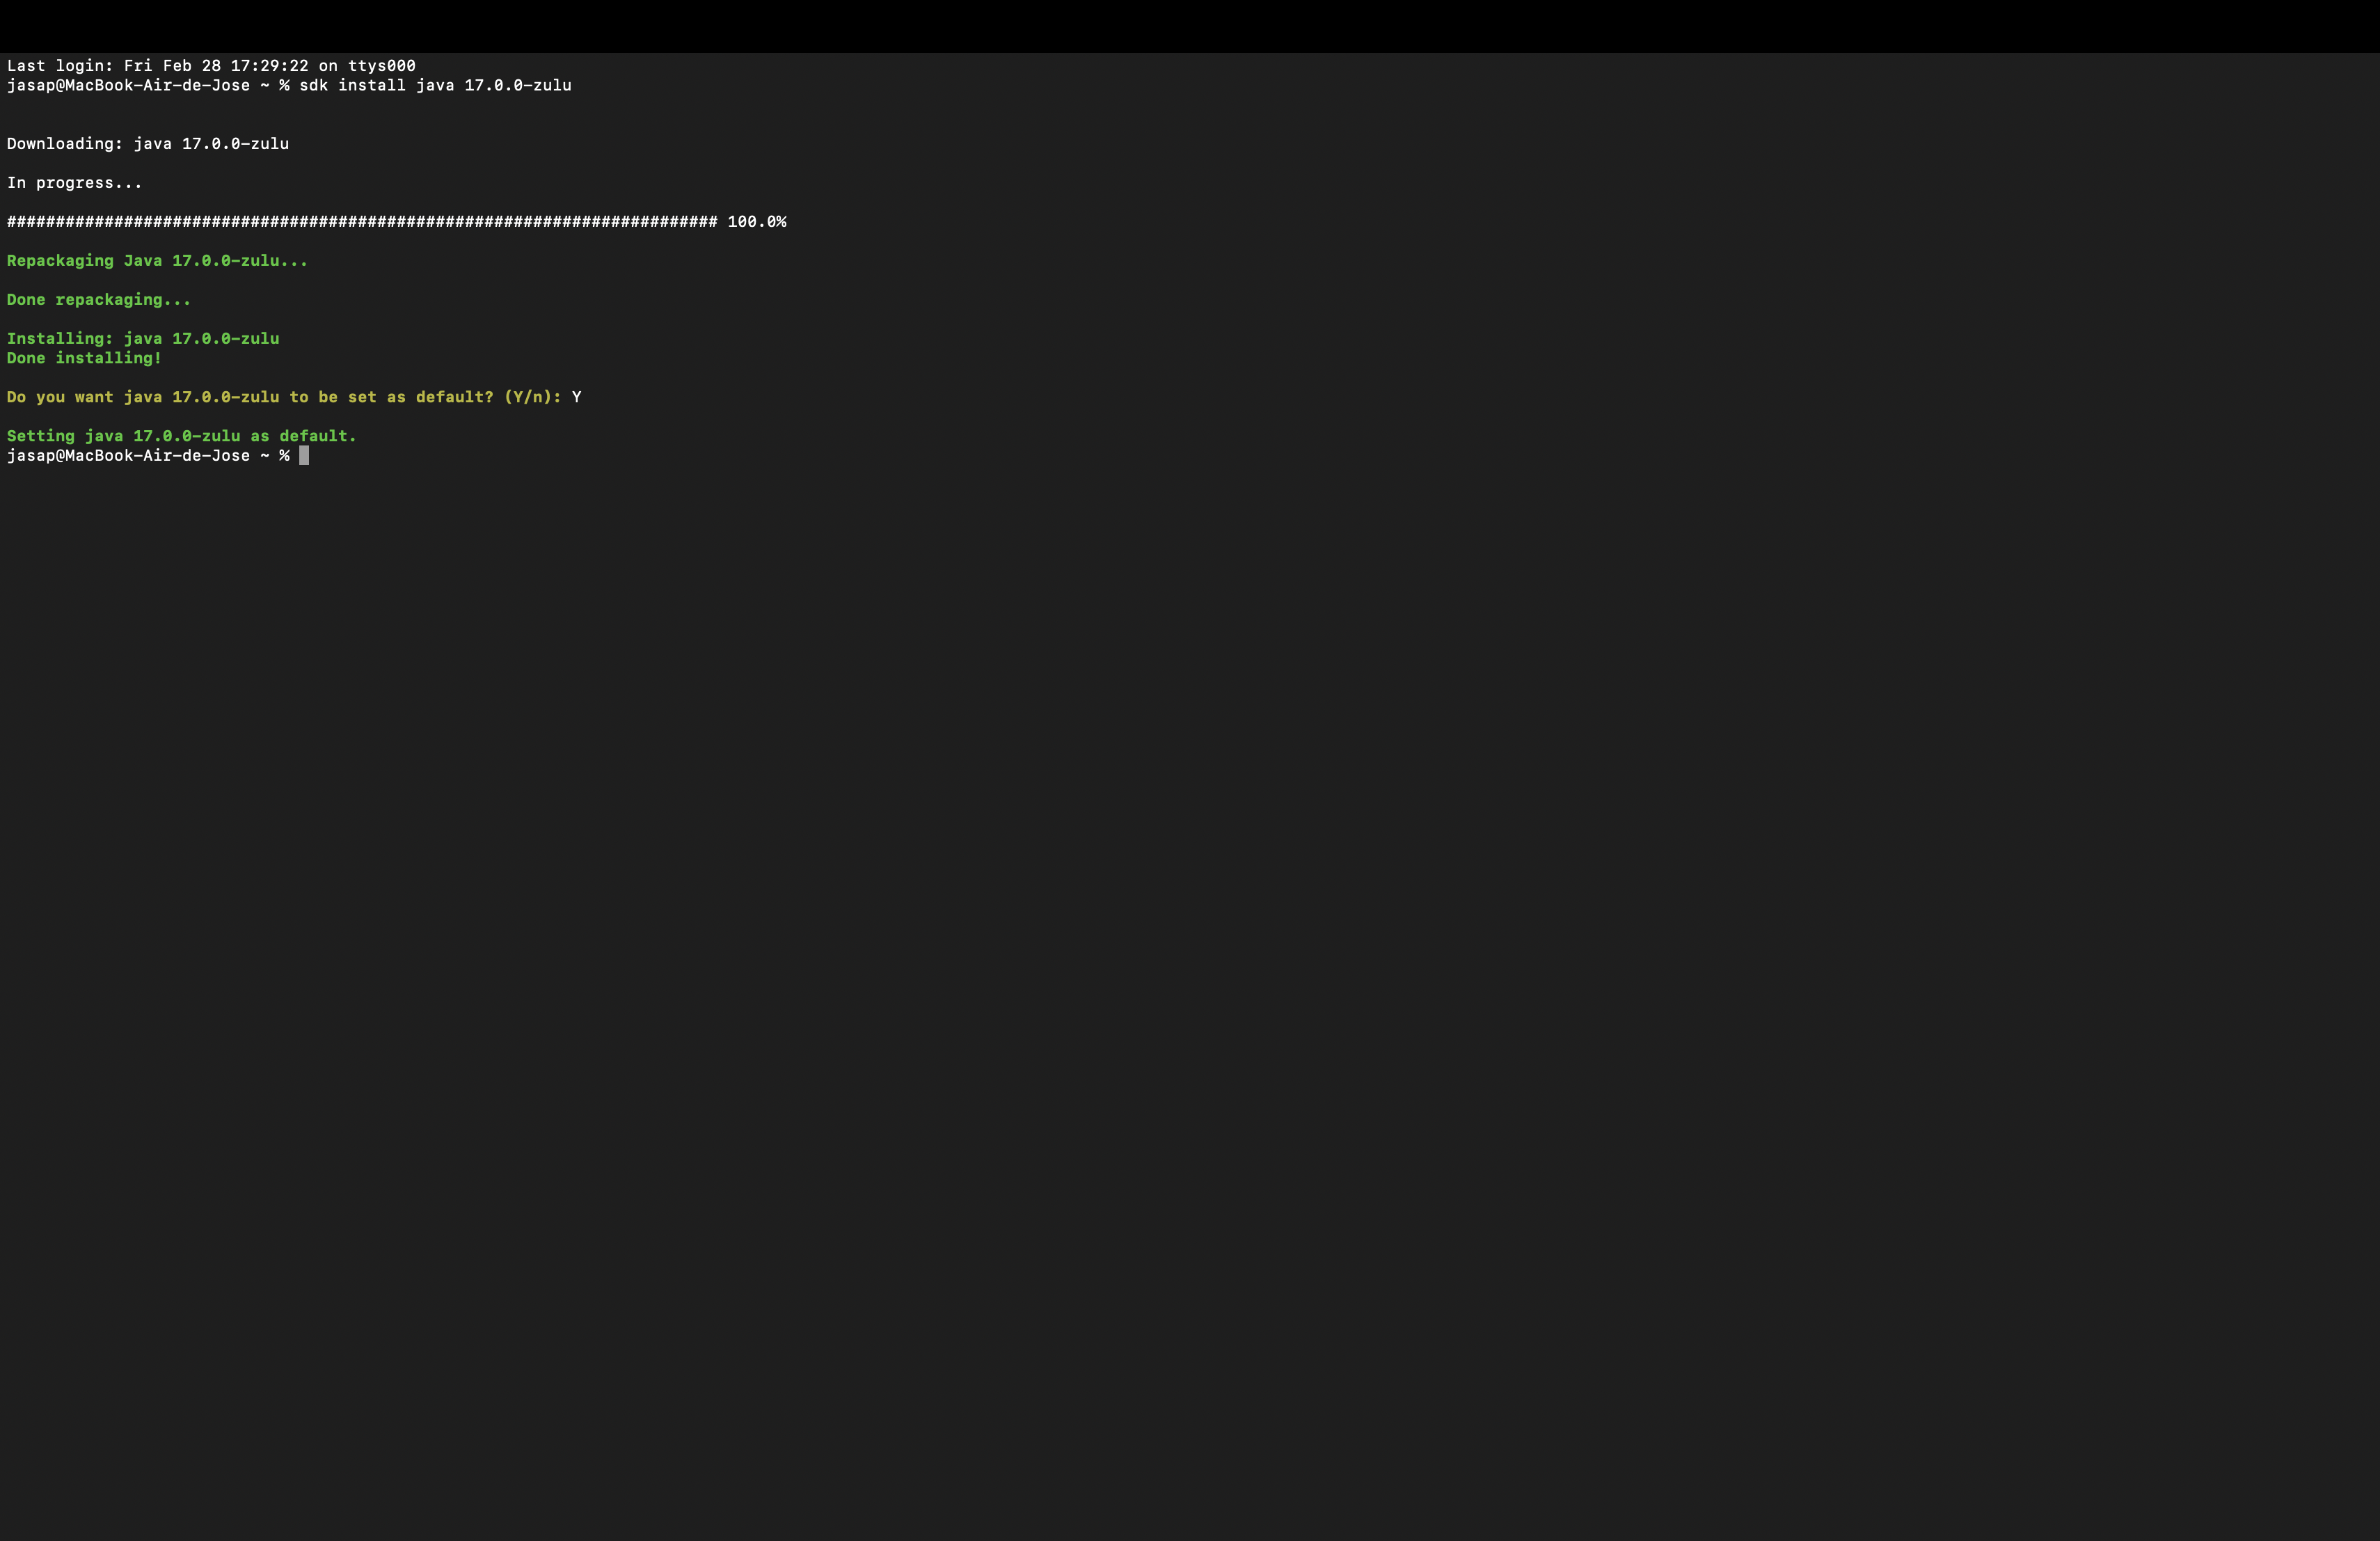 Last login: Fri Feb 28 17:29:22 on ttys000
jasap@MacBook-Air-de-Jose ~ % sdk install java 17.0.0-zulu
Downloading: java 17.0.0-zulu
In progress...
######################################################################### 100.0%
Repackaging Java 17.0.0-zulu...
Done repackaging...
Installing: java 17.0.0-zulu
Done installing!
Do you want java 17.0.0-zulu to be set as default? (Y/n): Y
Setting java 17.0.0-zulu as default.
jasap@MacBook-Air-de-Jose ~ %